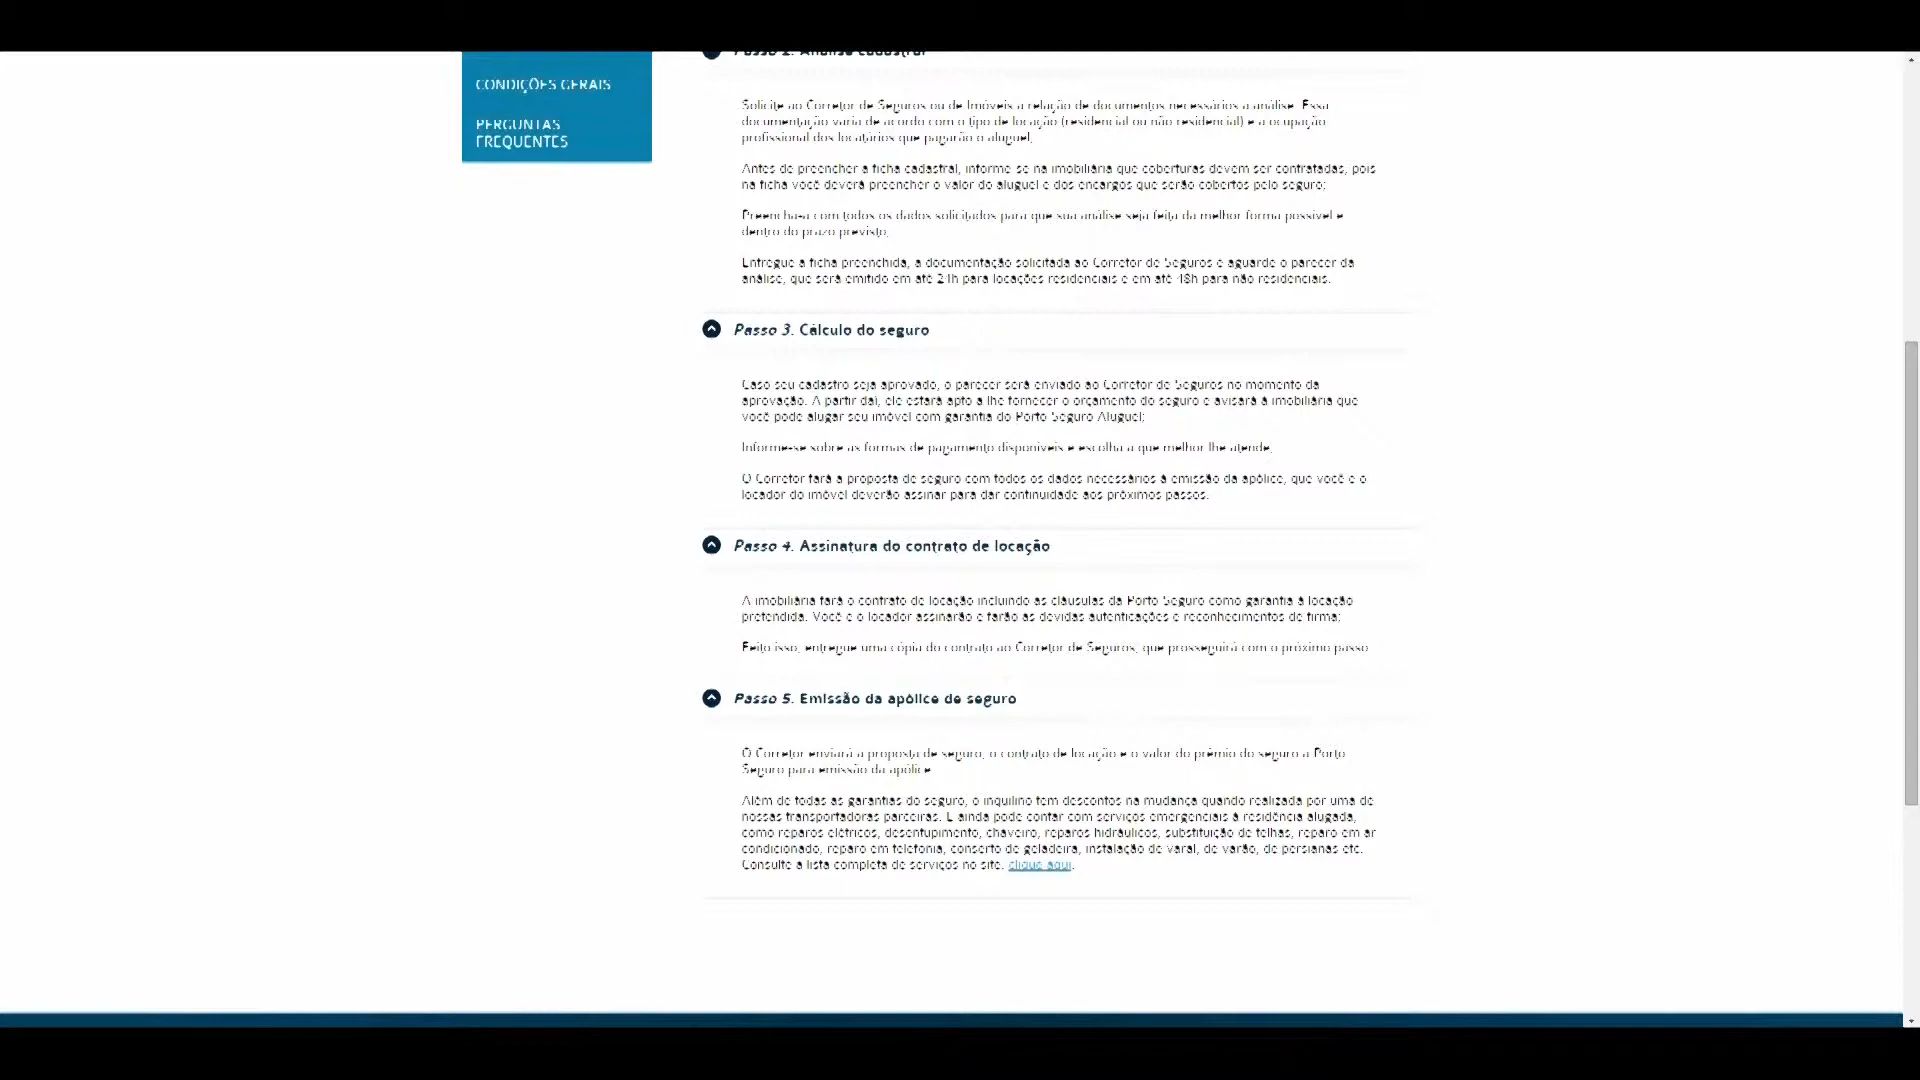 CONDIÇÕES GERAIS
PERGUNTAS
FREQUENTES
Passo 2. Análise cadastral
Solicite ao Corretor de Seguros ou de Imóveis a relação de documentos necessários a análise. Essa
documentação varia de acordo com o tipo de locação (residencial ou não residencial) e a ocupação
profissional dos locatários que pagarão o aluguel;
Antes de preencher a ficha cadastral, informe-se na imobiliária que coberturas devem ser contratadas, pois
na ficha você deverá preencher o valor do aluguel e dos encargos que serão cobertos pelo seguro;
Preencha-a com todos os dados solicitados para que sua análise seja feita da melhor forma possível e
dentro do prazo previsto;
Entregue a ficha preenchida, a documentação solicitada ao Corretor de Seguros e aguarde o parecer da
análise, que será emitido em até 24h para locações residenciais e em até 48h para não residenciais.
Passo 3. Cálculo do seguro
Caso seu cadastro seja aprovado, o parecer será enviado ao Corretor de Seguros no momento da
aprovação. A partir daí, ele estará apto a lhe fornecer o orçamento do seguro e avisará à imobiliária que
você pode alugar seu imóvel com garantia do Porto Seguro Aluguel;
Informe-se sobre as formas de pagamento disponíveis e escolha a que melhor lhe atende;
O Corretor fará a proposta de seguro com todos os dados necessários à emissão da apólice, que você e o
locador do imóvel deverão assinar para dar continuidade aos próximos passos.
Passo 4. Assinatura do contrato de locação
A imobiliária fará o contrato de locação incluindo as cláusulas da Porto Seguro como garantia à locação
pretendida. Você e o locador assinarão e farão as devidas autenticações e reconhecimentos de firma;
Feito isso, entregue uma cópia do contrato ao Corretor de Seguros, que prosseguirá com o próximo passo
Passo 5. Emissão da apólice de seguro
O Corretor enviará a proposta de seguro, o contrato de locação e o valor do prêmio do seguro a Porto
Seguro para emissão da apólice
Além de todas as garantias do seguro, o inquilino tem descontos na mudança quando realizada por uma de
nossas transportadoras parceiras. E ainda pode contar com serviços emergenciais à residência alugada,
como reparos elétricos, desentupimento, chaveiro, reparos hidráulicos, substituição de telhas, reparo em ar
condicionado, reparo em telefonia, conserto de geladeira, instalação de varal, de varão, de persianas etc.
Consulte a lista completa de serviços no site. clique aqui.